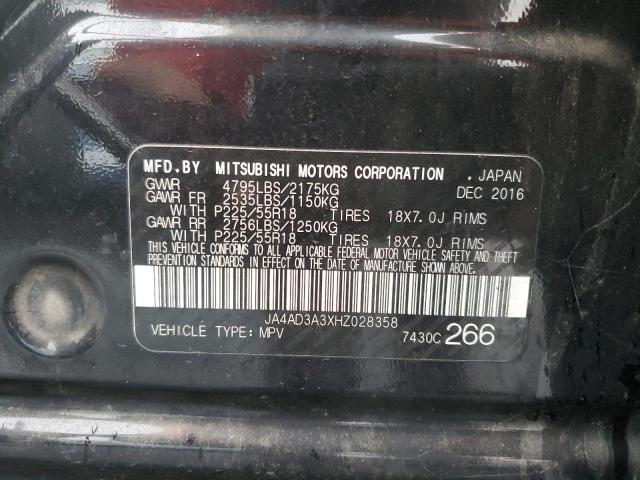 MFD.BY MITSUBISHI MOTORS CORPORATION , JAPAN
GVWR 4795LBS/2175KG DEC 2016
GAWR FR 2535LBS/1150KG
WITH P225/55R18 TIRES 18X7.0J RIMS
GAWR RR 2756LBS/1250KG
WITH P225/55R18 TIRES 18X7.0J RIMS
THIS VEHICLE CONFORMS TO ALL APPLICABLE FEDERAL MOTOR VEHICLE SAFETY AND THEFT
PREVENTION STANDARDS IN EFFECT ON THE DATE OF MANUFACTURE SHOWN ABOVE.
JA4AD3A3XHZ028358
VEHICLE TYPE: MPV 7430C 266